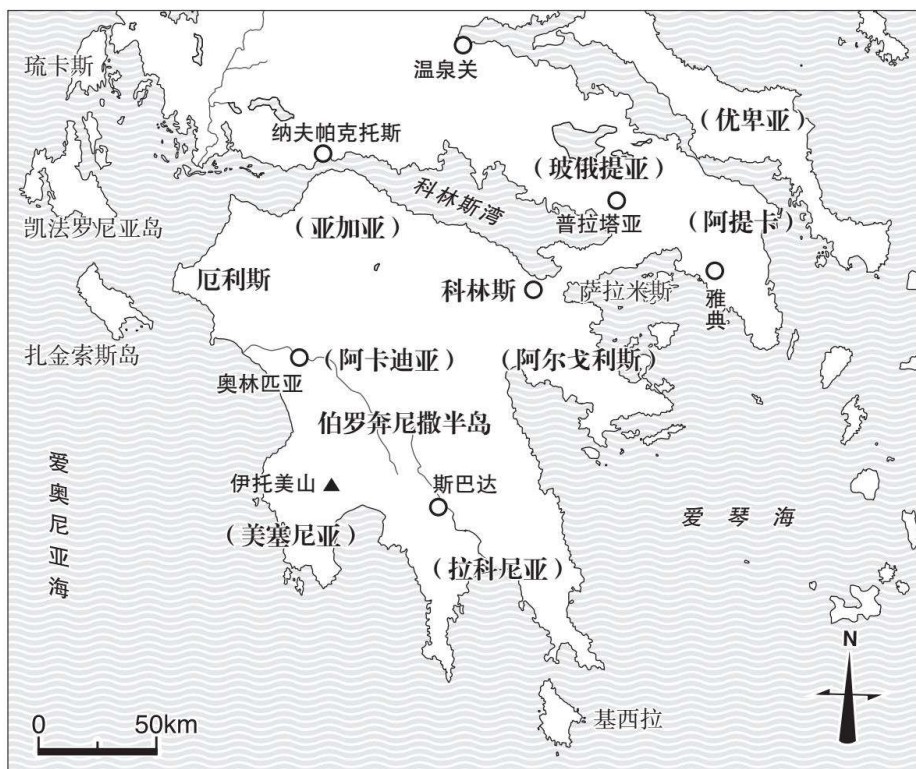 琉卡斯
温泉关
（优卑亚）
纳夫帕克托斯
（玻俄提亚）
科林斯湾
凯法罗尼亚岛
（亚加亚）
普拉塔亚
（阿提卡）
厄利斯
科林斯
萨拉米斯
雅典
扎金索斯岛
（阿卡迪亚）
（阿尔戈利斯）
奥林匹亚
伯罗奔尼撒半岛
爱奥尼亚海
伊托美山
斯巴达
爱琴海
（美塞尼亚）
（拉科尼亚）
N
基西拉
0 50km